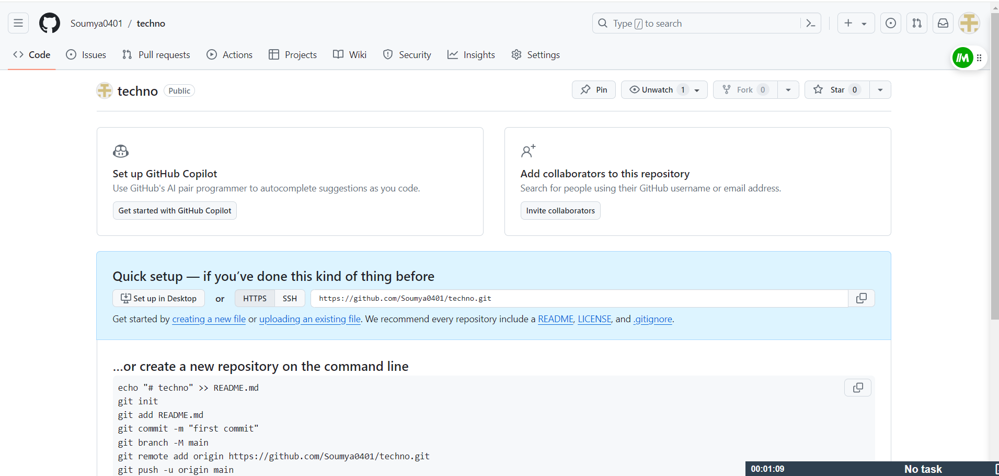 Soumya0401 / techno
Type / to search
Code Issues Pull requests Actions Projects Wiki Security Insights Settings
techno Public
Pin Unwatch 1 Fork 0 Star 0
Set up GitHub Copilot
Use GitHub's AI pair programmer to autocomplete suggestions as you code.
Get started with GitHub Copilot
Add collaborators to this repository
Search for people using their GitHub username or email address.
Invite collaborators
Quick setup — if you’ve done this kind of thing before
Set up in Desktop or HTTPS SSH https://github.com/Soumya0401/techno.git
Get started by creating a new file or uploading an existing file. We recommend every repository include a README, LICENSE, and .gitignore.
…or create a new repository on the command line
echo "# techno" >> README.md
git init
git add README.md
git commit -m "first commit"
git branch -M main
git remote add origin https://github.com/Soumya0401/techno.git
git push -u origin main
00:01:09 No task